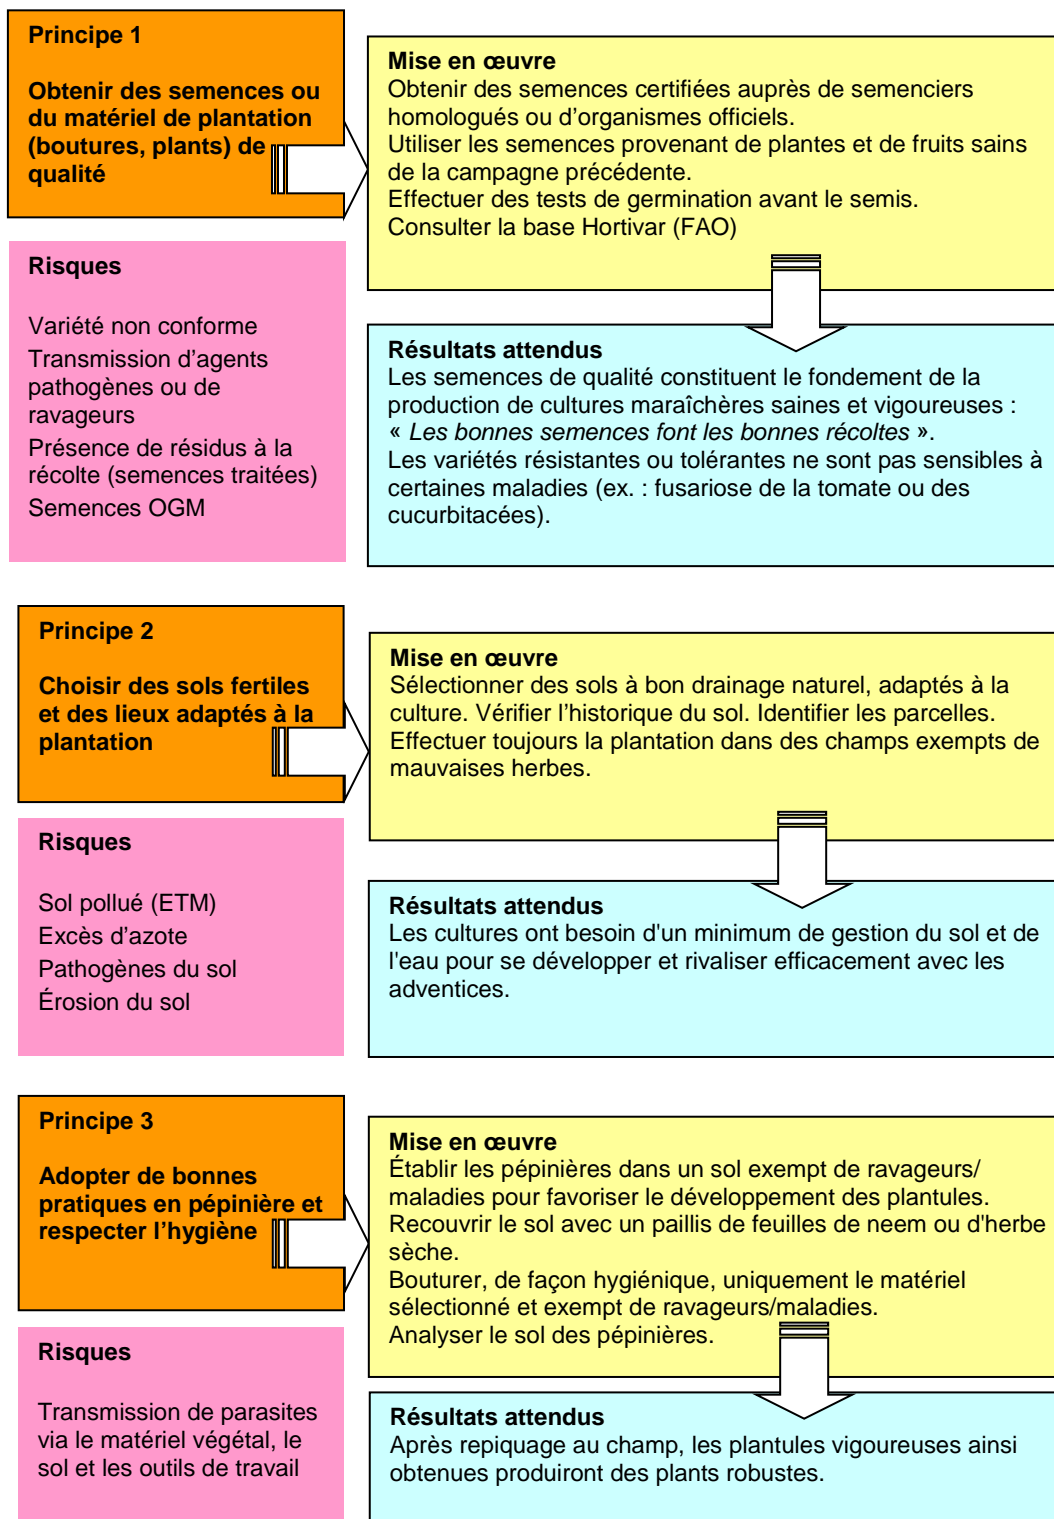 Principe 1
Obtenir des semences ou
du matériel de plantation
(boutures, plants) de
qualité
Mise en œuvre
Obtenir des semences certifiées auprès de semenciers
homologués ou d’organismes officiels.
Utiliser les semences provenant de plantes et de fruits sains
de la campagne précédente.
Effectuer des tests de germination avant le semis.
Consulter la base Hortivar (FAO)
Risques
Variété non conforme
Transmission d’agents
pathogènes ou de
ravageurs
Présence de résidus à la
récolte (semences traitées)
Semences OGM
Résultats attendus
Les semences de qualité constituent le fondement de la
production de cultures maraîchères saines et vigoureuses :
« Les bonnes semences font les bonnes récoltes ».
Les variétés résistantes ou tolérantes ne sont pas sensibles à
certaines maladies (ex. : fusariose de la tomate ou des
cucurbitacées).
Principe 2
Choisir des sols fertiles
et des lieux adaptés à la
plantation
Mise en œuvre
Sélectionner des sols à bon drainage naturel, adaptés à la
culture. Vérifier l’historique du sol. Identifier les parcelles.
Effectuer toujours la plantation dans des champs exempts de
mauvaises herbes.
Risques
Sol pollué (ETM)
Excès d’azote
Pathogènes du sol
Érosion du sol
Résultats attendus
Les cultures ont besoin d'un minimum de gestion du sol et de
l'eau pour se développer et rivaliser efficacement avec les
adventices.
Principe 3
Adopter de bonnes
pratiques en pépinière et
respecter l’hygiène
Mise en œuvre
Établir les pépinières dans un sol exempt de ravageurs/
maladies pour favoriser le développement des plantules.
Recouvrir le sol avec un paillis de feuilles de neem ou d'herbe
sèche.
Bouturer, de façon hygiénique, uniquement le matériel
sélectionné et exempt de ravageurs/maladies.
Analyser le sol des pépinières.
Risques
Transmission de parasites
via le matériel végétal, le
sol et les outils de travail
Résultats attendus
Après repiquage au champ, les plantules vigoureuses ainsi
obtenues produiront des plants robustes.